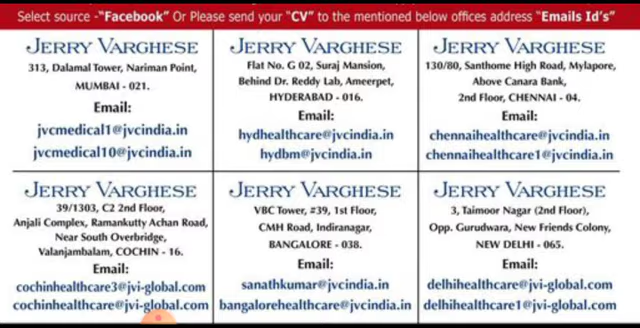 Select source -"Facebook" Or Please send your "CV" to the mentioned below offices address "Emails Id's"
JERRY VARGHESE
313, Dalamal Tower, Nariman Point,
MUMBAI - 021.
Email:
jvcmedical1@jvcindia.in
jvcmedical10@jvcindia.in
JERRY VARGHESE
Flat No. G 02, Suraj Mansion,
Behind Dr. Reddy Lab, Ameerpet,
HYDERABAD - 016.
Email:
hydhealthcare@jvcindia.in
hydbm@jvcindia.in
JERRY VARGHESE
130/80, Santhome High Road, Mylapore,
Above Canara Bank,
2nd Floor, CHENNAI - 04.
Email:
chennaihealthcare@jvcindia.in
chennaihealthcare1@jvcindia.in
JERRY VARGHESE
39/1303, C2 2nd Floor,
Anjali Complex, Ramankutty Achan Road,
Near South Overbridge,
Valanjambalam, COCHIN - 16.
Email:
cochinhealthcare3@jvi-global.com
cochinhealthcare@jvi-global.com
JERRY VARGHESE
VBC Tower, #39, 1st Floor,
CMH Road, Indiranagar,
BANGALORE - 038.
Email:
sanathkumar@jvcindia.in
bangalorehealthcare@jvcindia.in
JERRY VARGHESE
3, Taimoor Nagar (2nd Floor),
Opp. Gurudwara, New Friends Colony,
NEW DELHI - 065.
Email:
delhihealthcare@jvi-global.com
delhihealthcare1@jvi-global.com